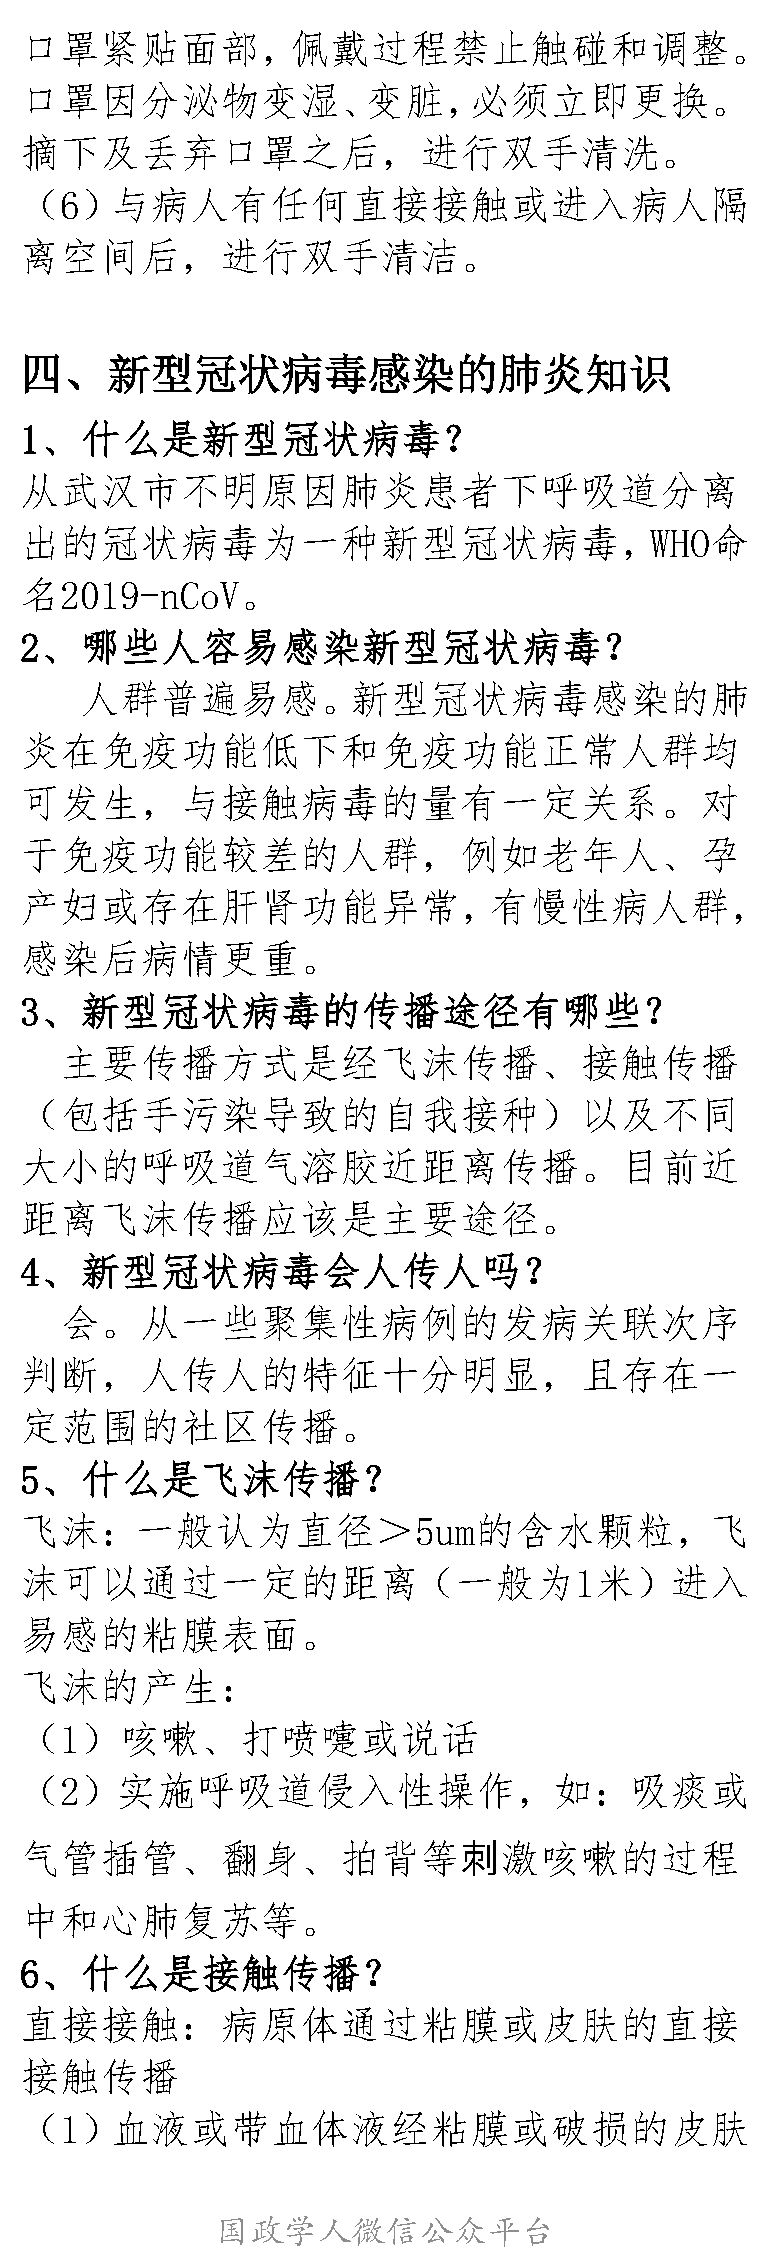 口罩紧贴面部，佩戴过程禁止触碰和调整。
口罩因分泌物变湿、变脏，必须立即更换。
摘下及丢弃口罩之后，进行双手清洗。
（6）与病人有任何直接接触或进入病人隔
离空间后，进行双手清洁。
四、新型冠状病毒感染的肺炎知识
1、什么是新型冠状病毒？
从武汉市不明原因肺炎患者下呼吸道分离
出的冠状病毒为一种新型冠状病毒，WHO命
名2019-nCoV。
2、哪些人容易感染新型冠状病毒？
人群普遍易感。新型冠状病毒感染的肺
炎在免疫功能低下和免疫功能正常人群均
可发生，与接触病毒的量有一定关系。对
于免疫功能较差的人群，例如老年人、孕
产妇或存在肝肾功能异常，有慢性病人群，
感染后病情更重。
3、新型冠状病毒的传播途径有哪些？
主要传播方式是经飞沫传播、接触传播
（包括手污染导致的自我接种）以及不同
大小的呼吸道气溶胶近距离传播。目前近
距离飞沫传播应该是主要途径。
4、新型冠状病毒会人传人吗？
会。从一些聚集性病例的发病关联次序
判断，人传人的特征十分明显，且存在一
定范围的社区传播。
5、什么是飞沫传播？
飞沫：一般认为直径＞5um的含水颗粒，飞
沫可以通过一定的距离（一般为1米）进入
易感的粘膜表面。
飞沫的产生：
（1）咳嗽、打喷嚏或说话
（2）实施呼吸道侵入性操作，如：吸痰或
气管插管、翻身、拍背等刺激咳嗽的过程
中和心肺复苏等。
6、什么是接触传播？
直接接触：病原体通过粘膜或皮肤的直接
接触传播
（1）血液或带血体液经粘膜或破损的皮肤
国政学人微信公众平台